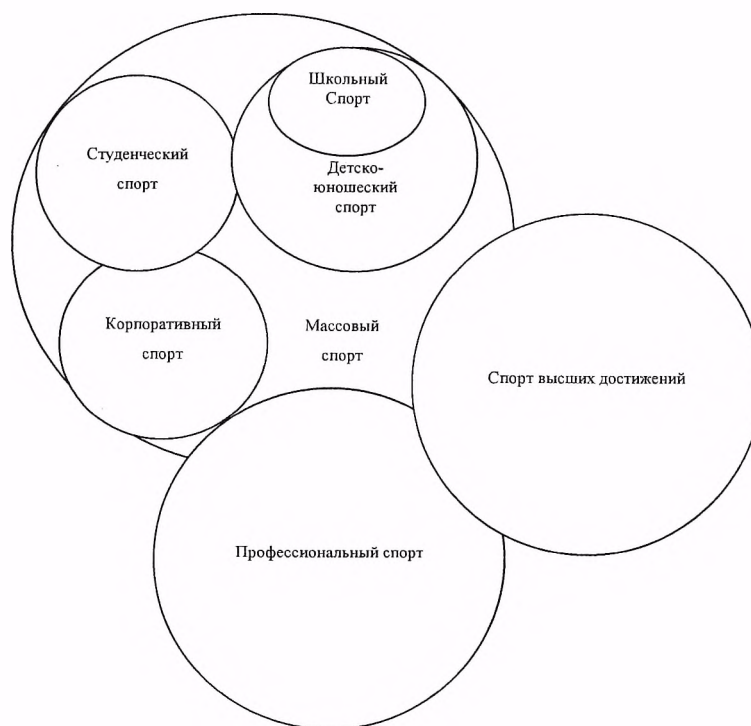 Школьный
Спорт
Студенческий
спорт
Детско-
юношеский
спорт
Корпоративный
спорт
Массовый
спорт
Спорт высших достижений
Профессиональный спорт